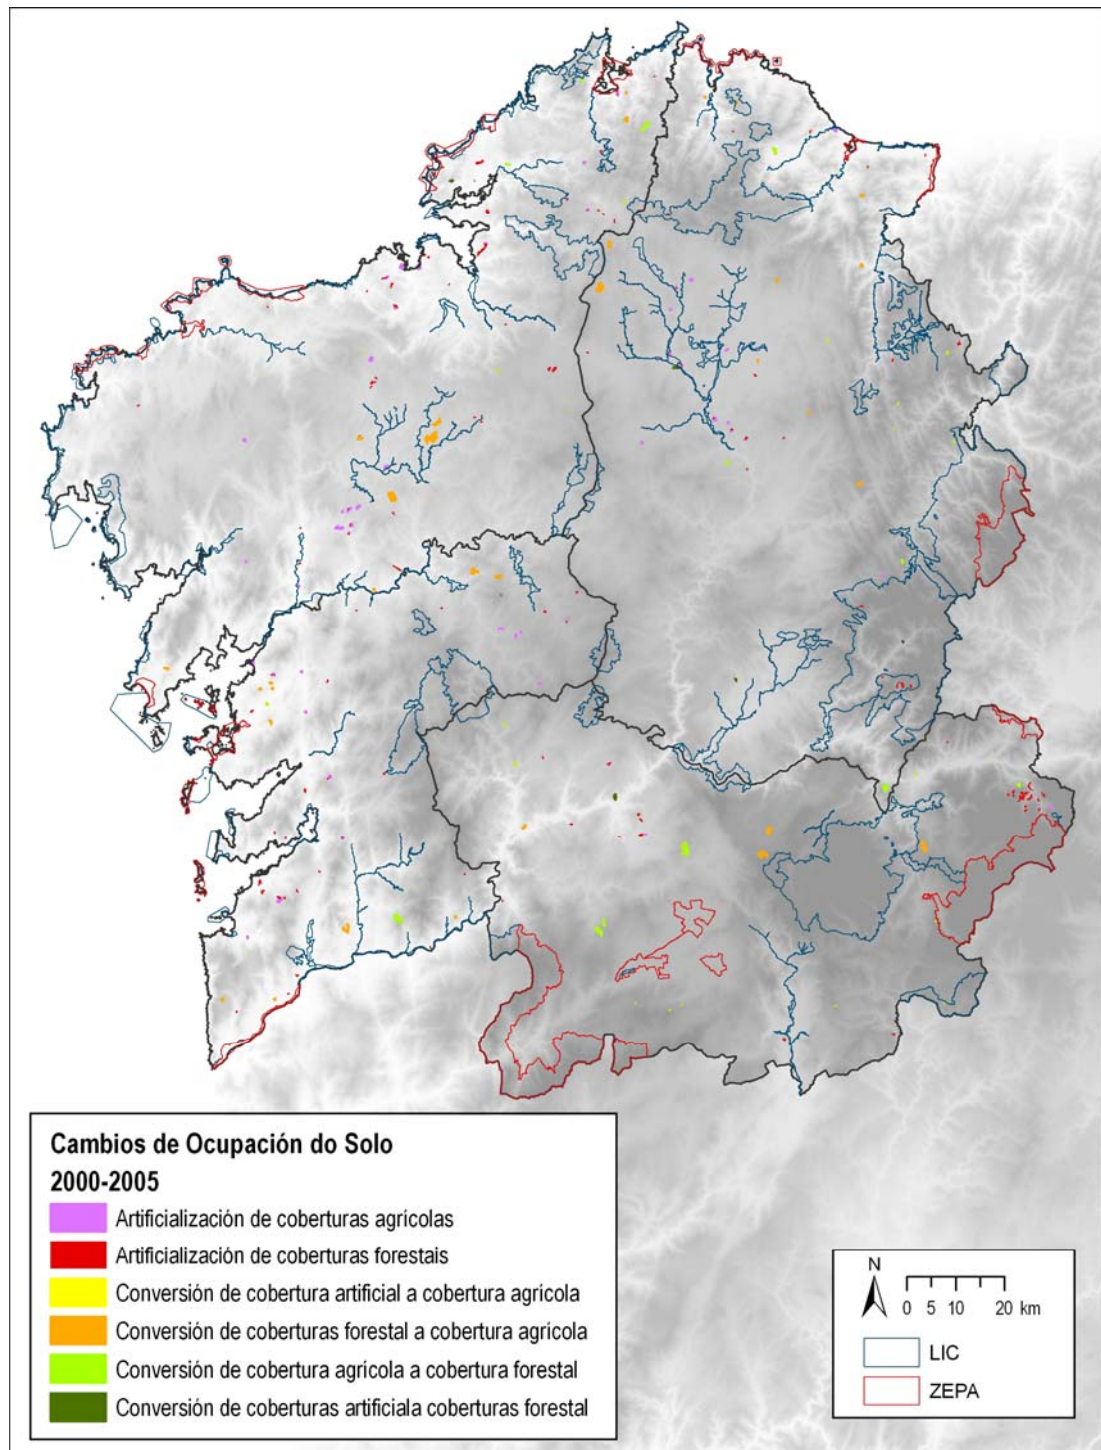 Cambios de Ocupación do Solo
2000-2005
Artificialización de coberturas agrícolas
Artificialización de coberturas forestais
Conversión de cobertura artificial a cobertura agrícola
Conversión de coberturas forestal a cobertura agrícola
Conversión de cobertura agrícola a cobertura forestal
Conversión de coberturas artificiala coberturas forestal
N
0 5 10 20 km
LIC
ZEPA